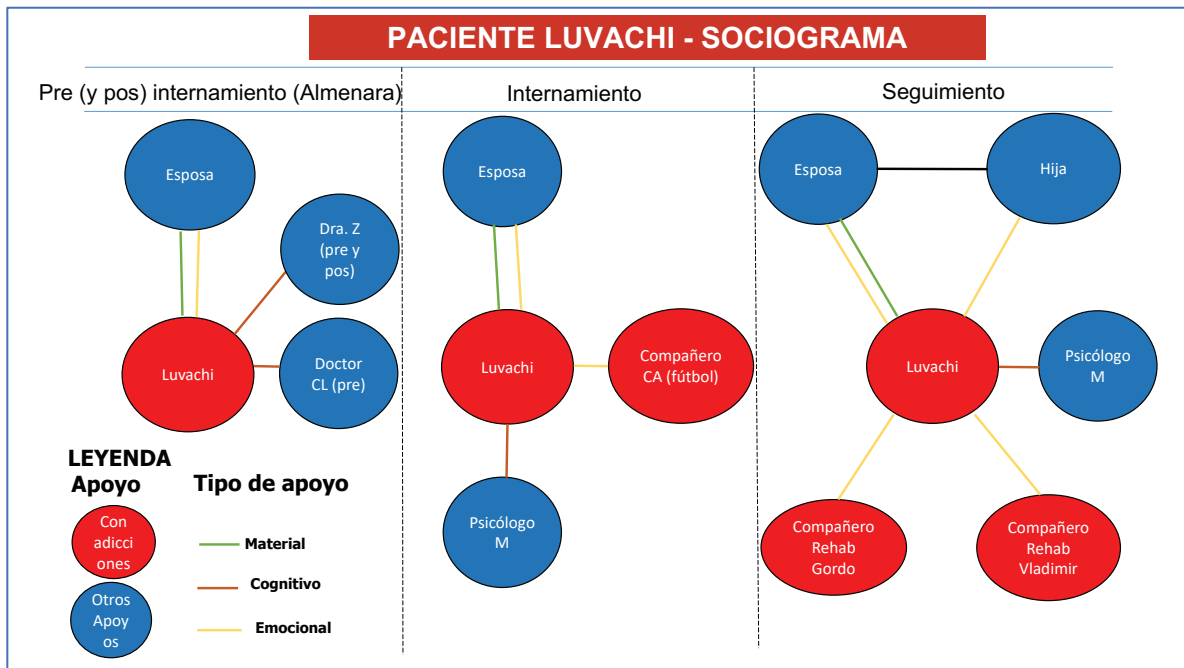 PACIENTE LUVACHI - SOCIOGRAMA
Pre (y pos) internamiento (Almenara)
Internamiento
Seguimiento
Esposa
Dra. Z
(pre y
pos)
Luvachi
Doctor
CL (pre)
Esposa
Luvachi
Compañero
CA (fútbol)
Psicólogo
M
Esposa
Hija
Luvachi
Psicólogo
M
Compañero
Rehab
Gordo
Compañero
Rehab
Vladimir
LEYENDA
Apoyo
Con
adicci
ones
Otros
Apoy
os
Tipo de apoyo
Material
Cognitivo
Emocional